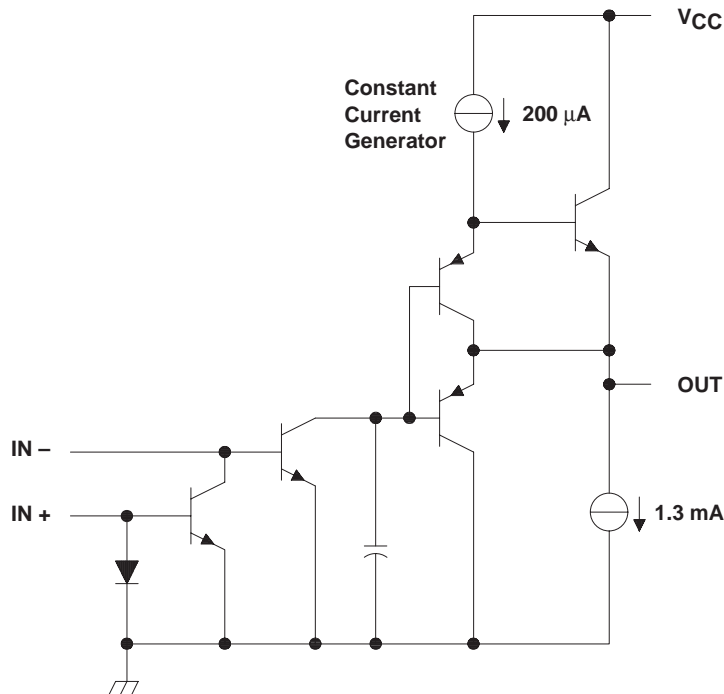 VCC
Constant
Current
Generator
200 μA
OUT
IN –
IN +
1.3 mA